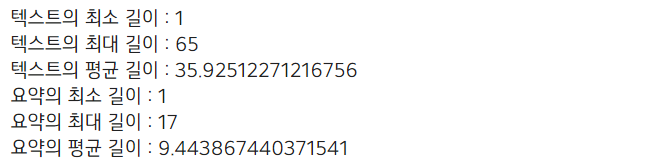 텍스트의 최소 길이 : 1
텍스트의 최대 길이 : 65
텍스트의 평균 길이 : 35.92512271216756
요약의 최소 길이 : 1
요약의 최대 길이 : 17
요약의 평균 길이 : 9.443867440371541